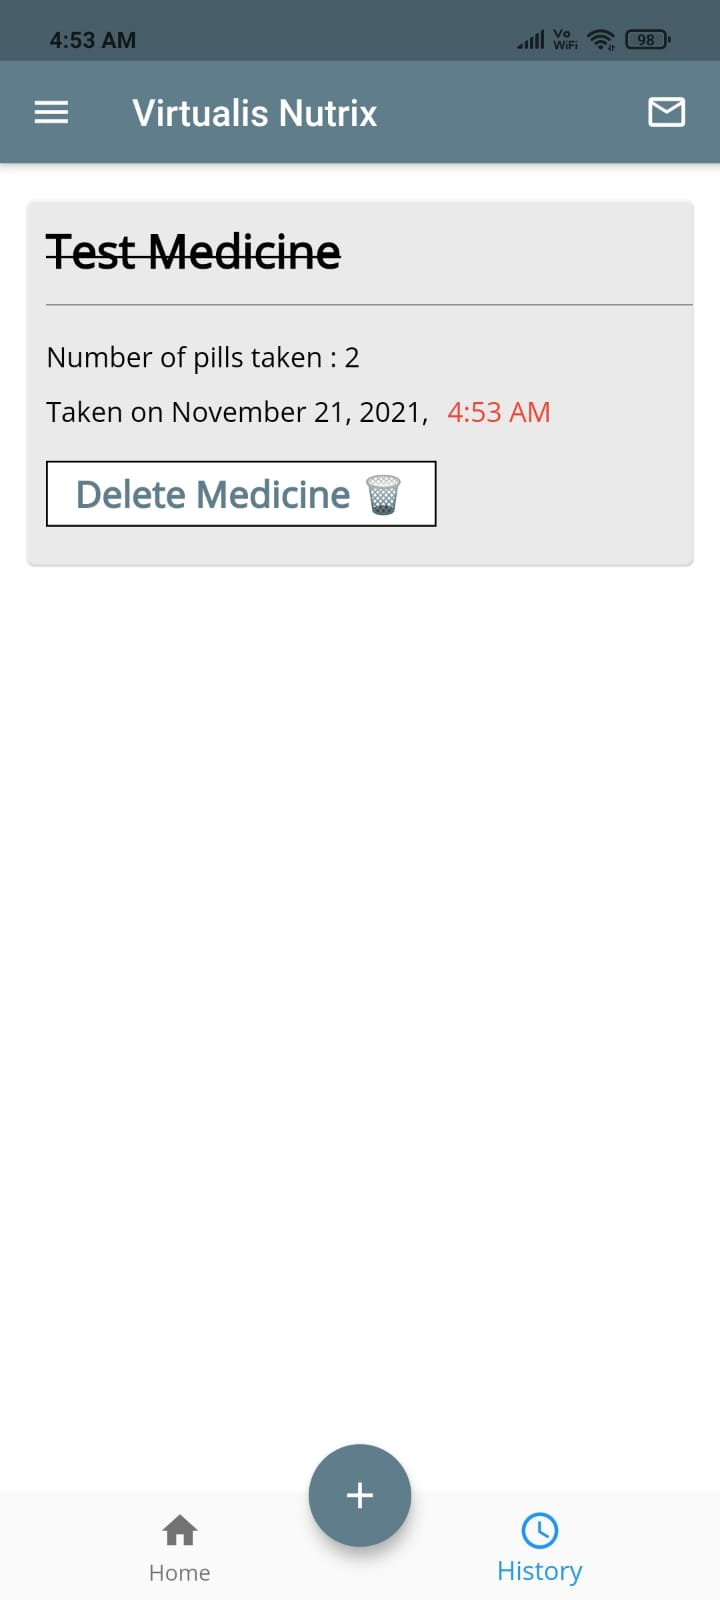 4:53 AM Vo WiFi 98
Virtualis Nutrix
Test Medicine
Number of pills taken : 2
Taken on November 21, 2021, 4:53 AM
Delete Medicine
+
Home History